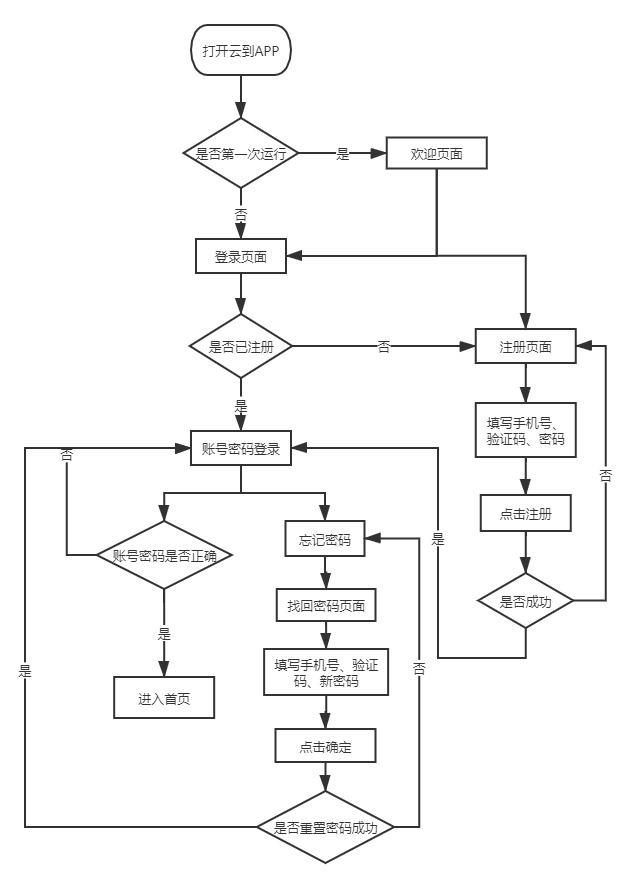 打开云到APP
是否第一次运行
是
欢迎页面
否
登录页面
是否已注册
否
注册页面
是
填写手机号、
验证码、密码
否
账号密码登录
否
点击注册
忘记密码
是
账号密码是否正确
找回密码页面
是否成功
是
填写手机号、验证
码、新密码
否
是
进入首页
点击确定
是否重置密码成功